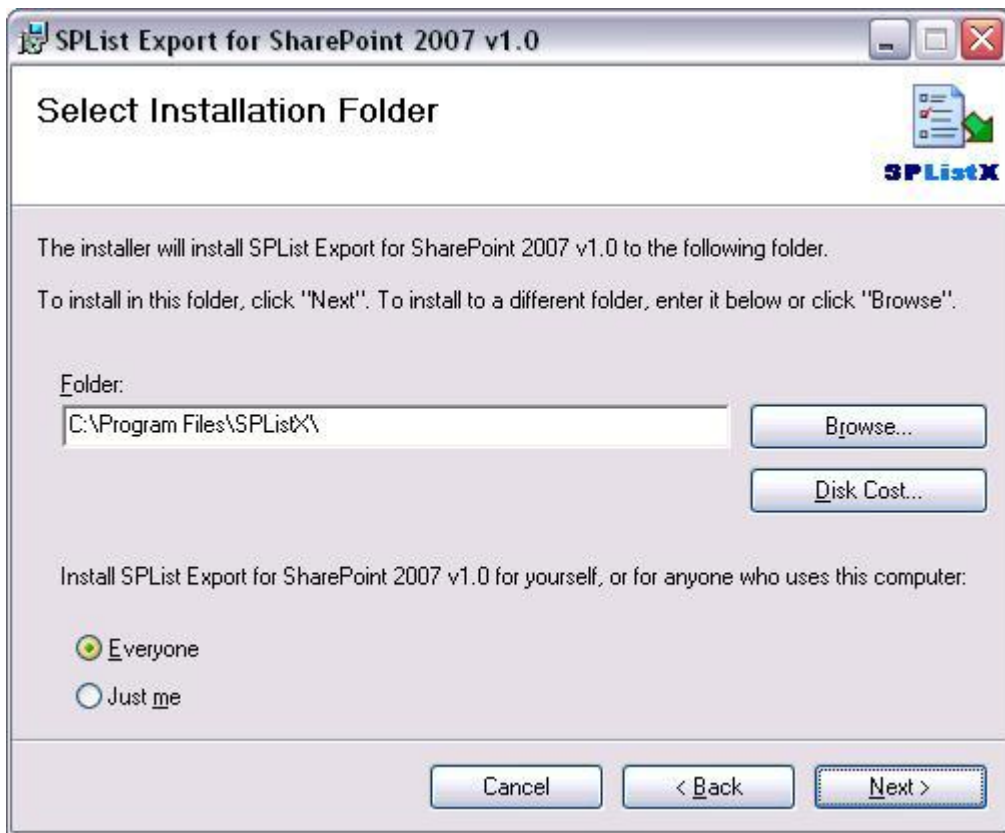 SPList Export for SharePoint 2007 v1.0
Select Installation Folder
SPListX
The installer will install SPList Export for SharePoint 2007 v1.0 to the following folder.
To install in this folder, click "Next". To install to a different folder, enter it below or click "Browse".
Folder:
C:\Program Files\SPListX\
Browse...
Disk Cost...
Install SPList Export for SharePoint 2007 v1.0 for yourself, or for anyone who uses this computer:
Everyone
Just me
Cancel
< Back
Next >